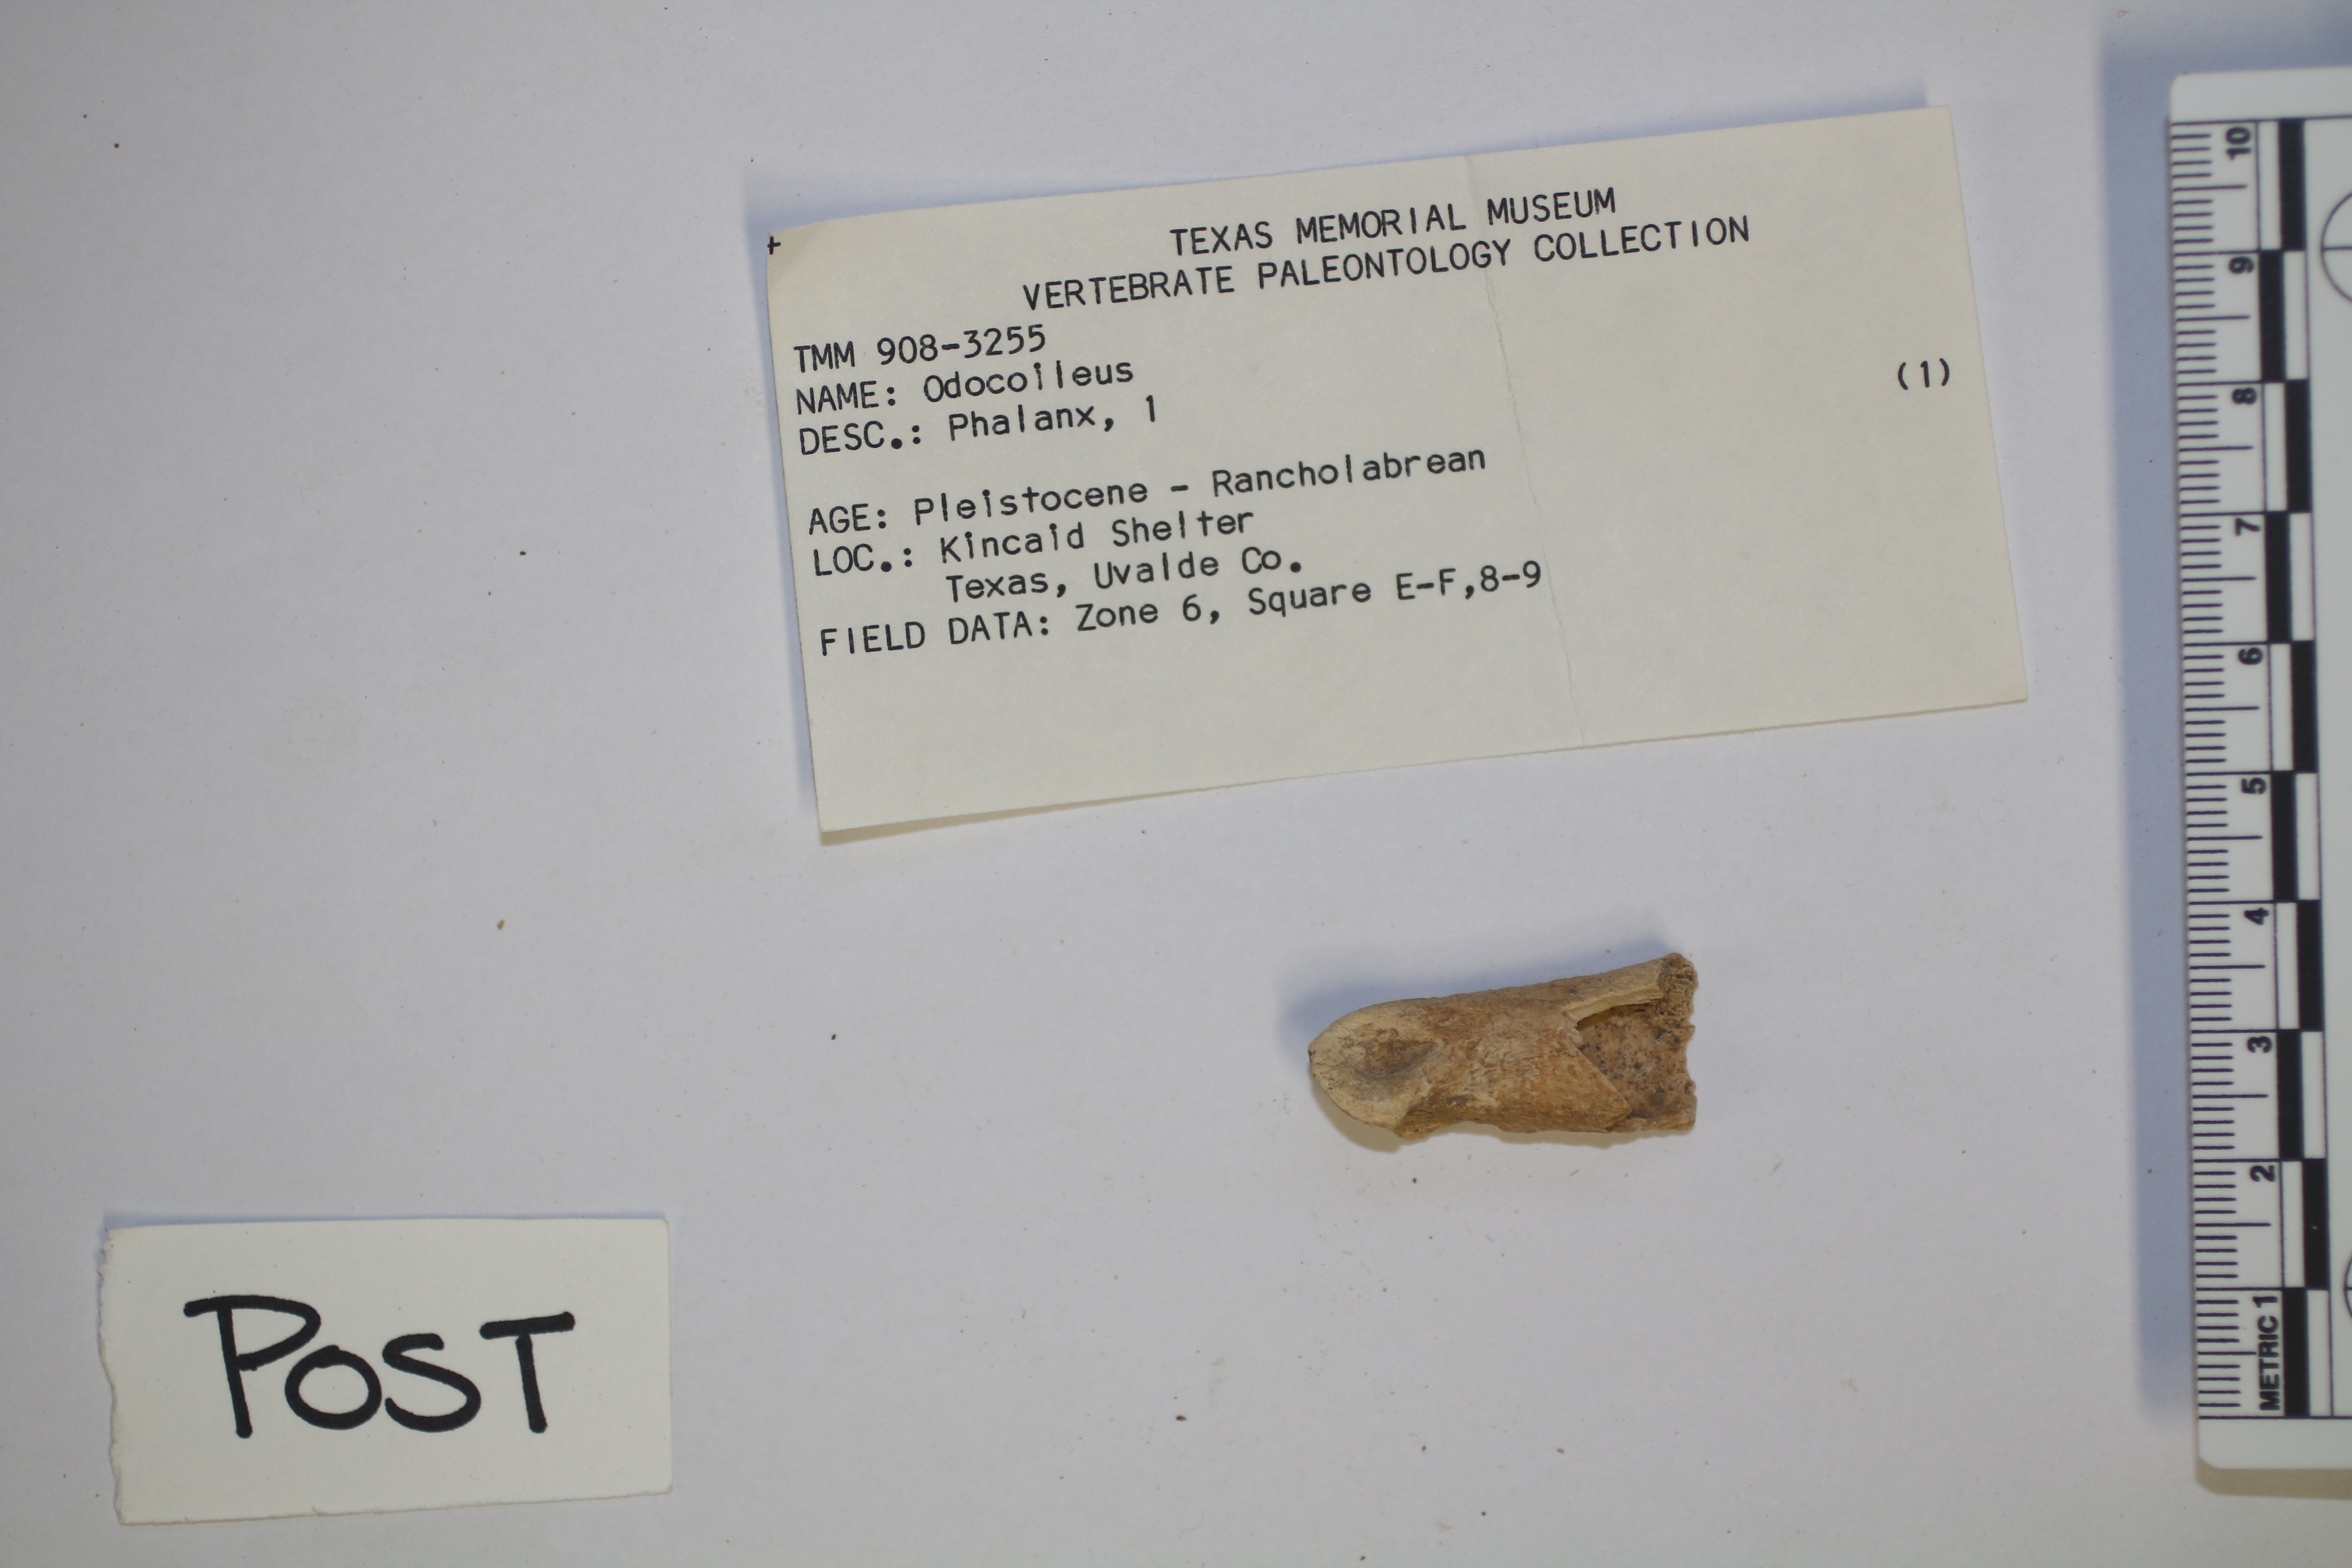 TEXAS MEMORIAL MUSEUM
VERTEBRATE PALEONTOLOGY COLLECTION
TMM 908-3255
NAME: Odocoileus (1)
DESC.: Phalanx, 1
AGE: Pleistocene - Rancholabrean
LOC.: Kincaid Shelter
Texas, Uvalde Co.
FIELD DATA: Zone 6, Square E-F,8-9
POST
10
9
8
7
6
5
4
3
2
METRIC 1